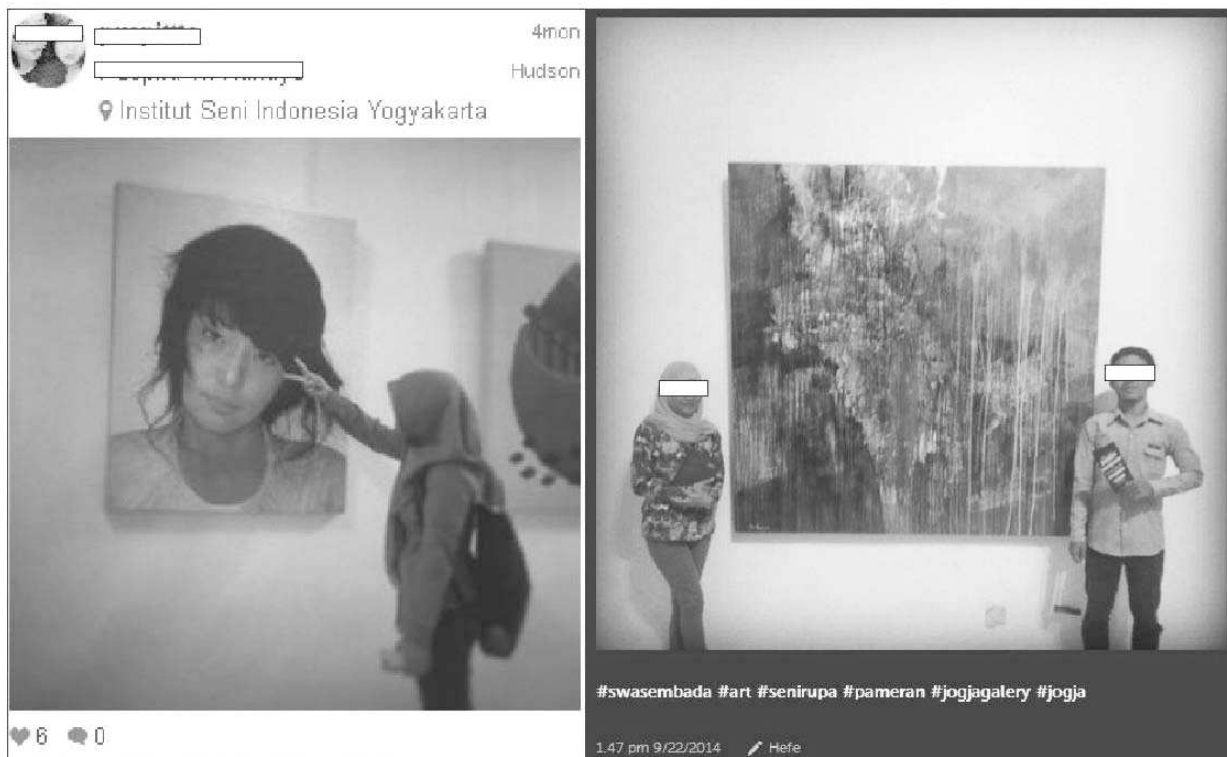 4mon
Hudson
Institut Seni Indonesia Yogyakarta
6 0
#swasembada #art #senirupa #pameran #jogjagalery #jogja
1.47 pm 9/22/2014 Hefe